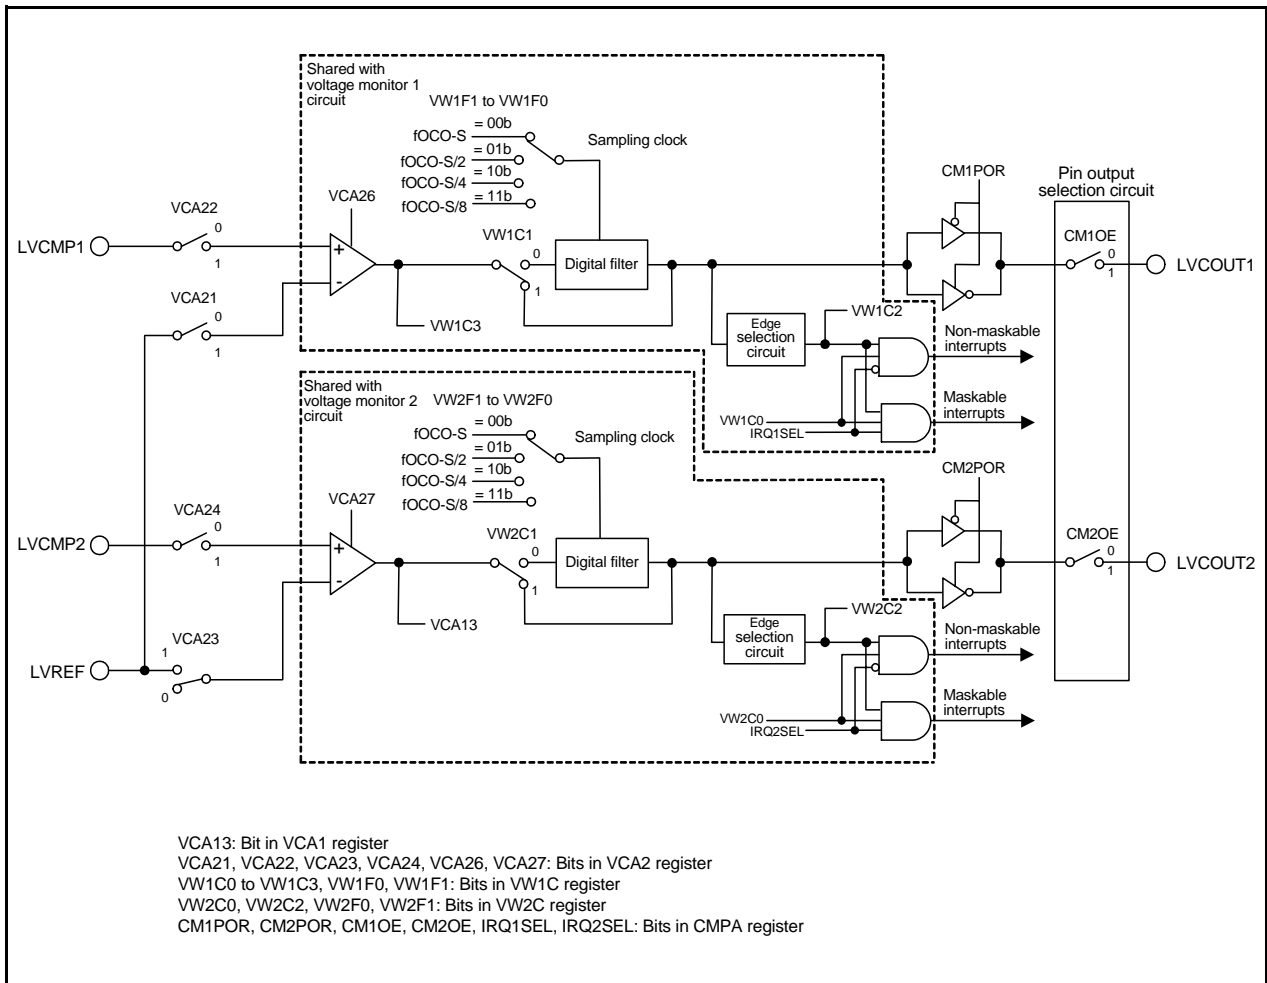 Shared with
voltage monitor 1
circuit
VW1F1 to VW1F0
= 00b
fOCO-S
= 01b
fOCO-S/2
= 10b
fOCO-S/4
= 11b
fOCO-S/8
Sampling clock
VCA22
0
1
LVCMP1
VCA26
+
-
VW1C1
0
1
Digital filter
VW1C3
VCA21
0
1
CM1POR
Pin output
selection circuit
CM1OE
0
1
LVCOUT1
VW1C2
Edge
selection
circuit
Non-maskable
interrupts
Maskable
interrupts
VW1C0
IRQ1SEL
Shared with
voltage monitor 2
circuit
VW2F1 to VW2F0
= 00b
fOCO-S
= 01b
fOCO-S/2
= 10b
fOCO-S/4
= 11b
fOCO-S/8
Sampling clock
VCA24
0
1
LVCMP2
VCA27
+
-
VW2C1
0
1
Digital filter
VCA13
VCA23
1
0
LVREF
CM2POR
CM2OE
0
1
LVCOUT2
VW2C2
Edge
selection
circuit
Non-maskable
interrupts
Maskable
interrupts
VW2C0
IRQ2SEL
VCA13: Bit in VCA1 register
VCA21, VCA22, VCA23, VCA24, VCA26, VCA27: Bits in VCA2 register
VW1C0 to VW1C3, VW1F0, VW1F1: Bits in VW1C register
VW2C0, VW2C2, VW2F0, VW2F1: Bits in VW2C register
CM1POR, CM2POR, CM1OE, CM2OE, IRQ1SEL, IRQ2SEL: Bits in CMPA register